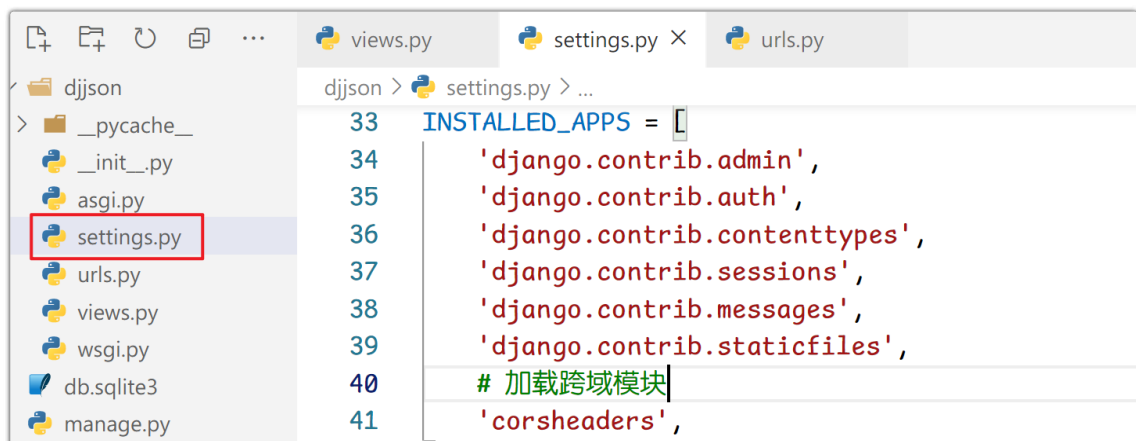 views.py settings.py urls.py
djjson
djjson > settings.py > ...
__pycache__
__init__.py
asgi.py
settings.py
urls.py
views.py
wsgi.py
db.sqlite3
manage.py
33 INSTALLED_APPS = [
34 'django.contrib.admin',
35 'django.contrib.auth',
36 'django.contrib.contenttypes',
37 'django.contrib.sessions',
38 'django.contrib.messages',
39 'django.contrib.staticfiles',
40 # 加载跨域模块
41 'corsheaders',